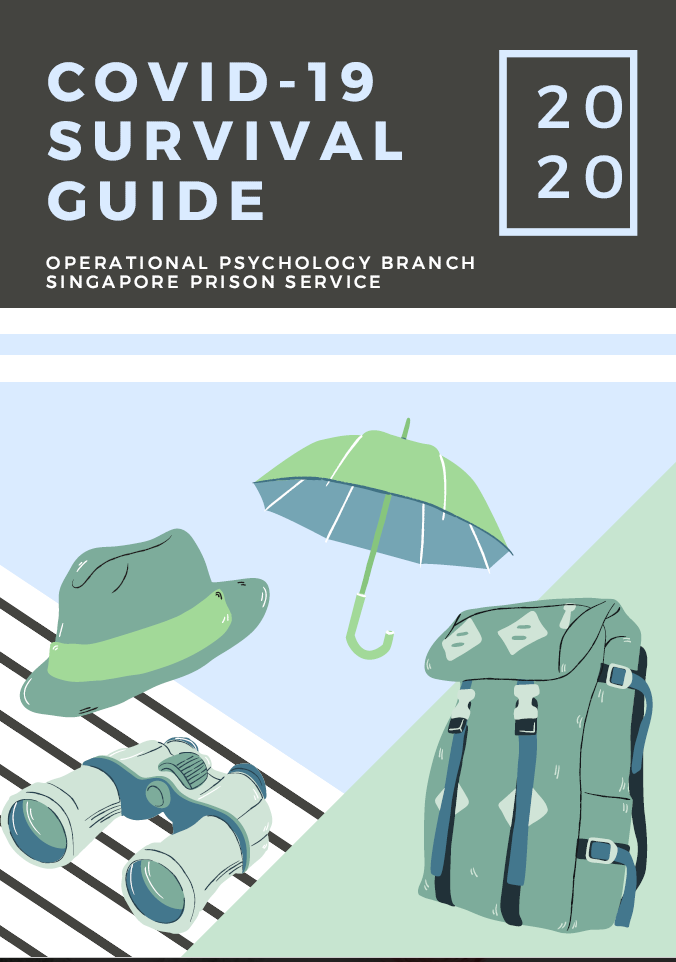 COVID-19
SURVIVAL
GUIDE
20
20
OPERATIONAL PSYCHOLOGY BRANCH
SINGAPORE PRISON SERVICE